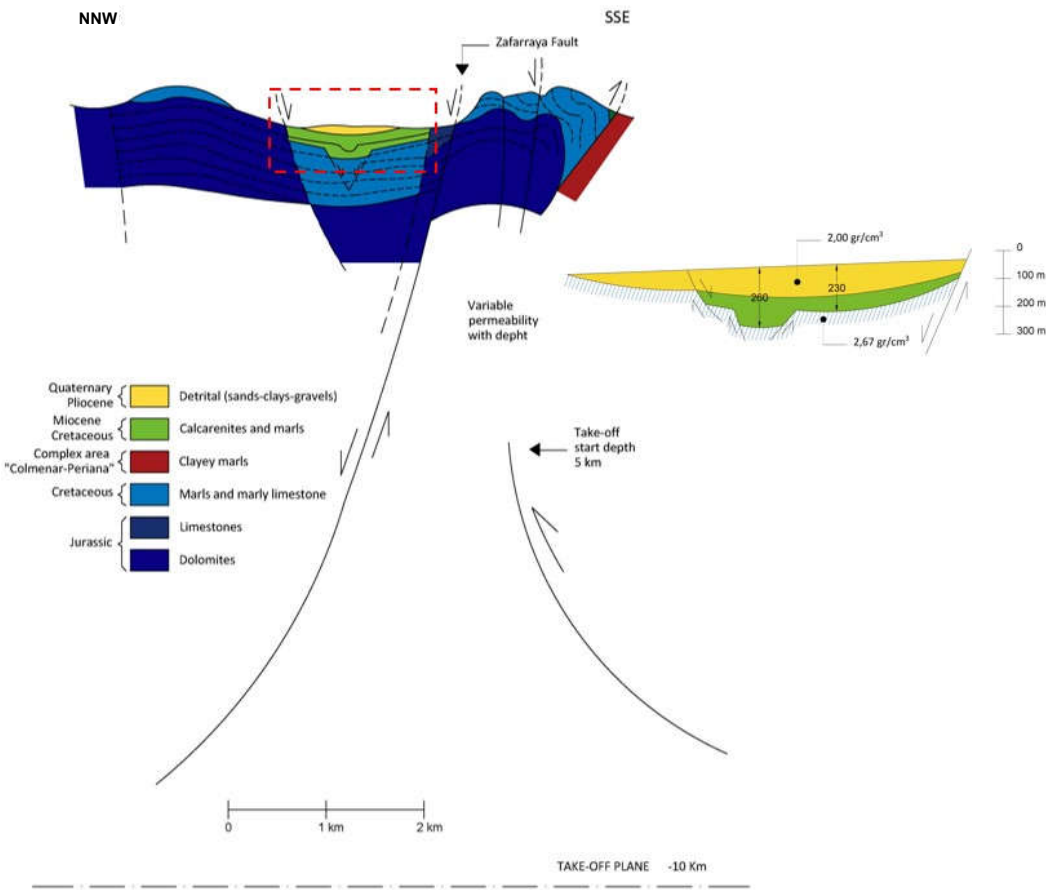 NNW
SSE
Zafarraya Fault
2,00 gr/cm³
0
100 m
200 m
300 m
260
230
2,67 gr/cm³
Variable
permeability
with depht
Quaternary
Pliocene
Detrital (sands-clays-gravels)
Miocene
Cretaceous
Calcarenites and marls
Complex area
"Colmenar-Periana"
Clayey marls
Cretaceous
Marls and marly limestone
Jurassic
Limestones
Dolomites
Take-off
start depth
5 km
0
1 km
2 km
TAKE-OFF PLANE -10 Km